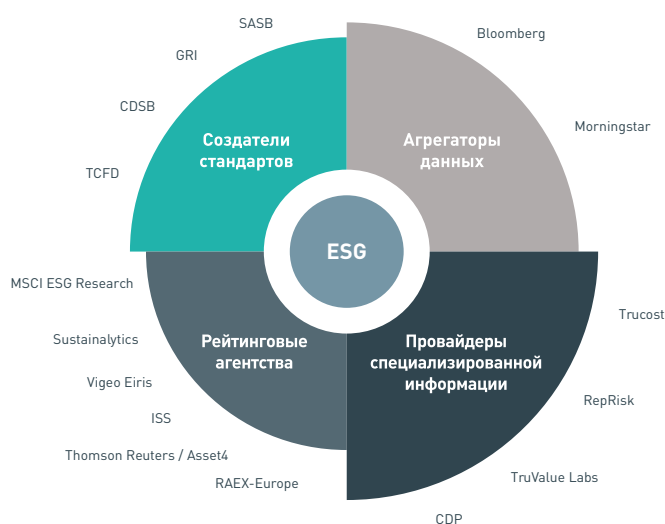 SASB
GRI
CDSB
TCFD
Bloomberg
Morningstar
Создатели
стандартов
Агрегаторы
данных
ESG
Рейтинговые
агентства
Провайдеры
специализированной
информации
MSCI ESG Research
Sustainalytics
Vigeo Eiris
ISS
Thomson Reuters / Asset4
RAEX-Europe
Trucost
RepRisk
TruValue Labs
CDP